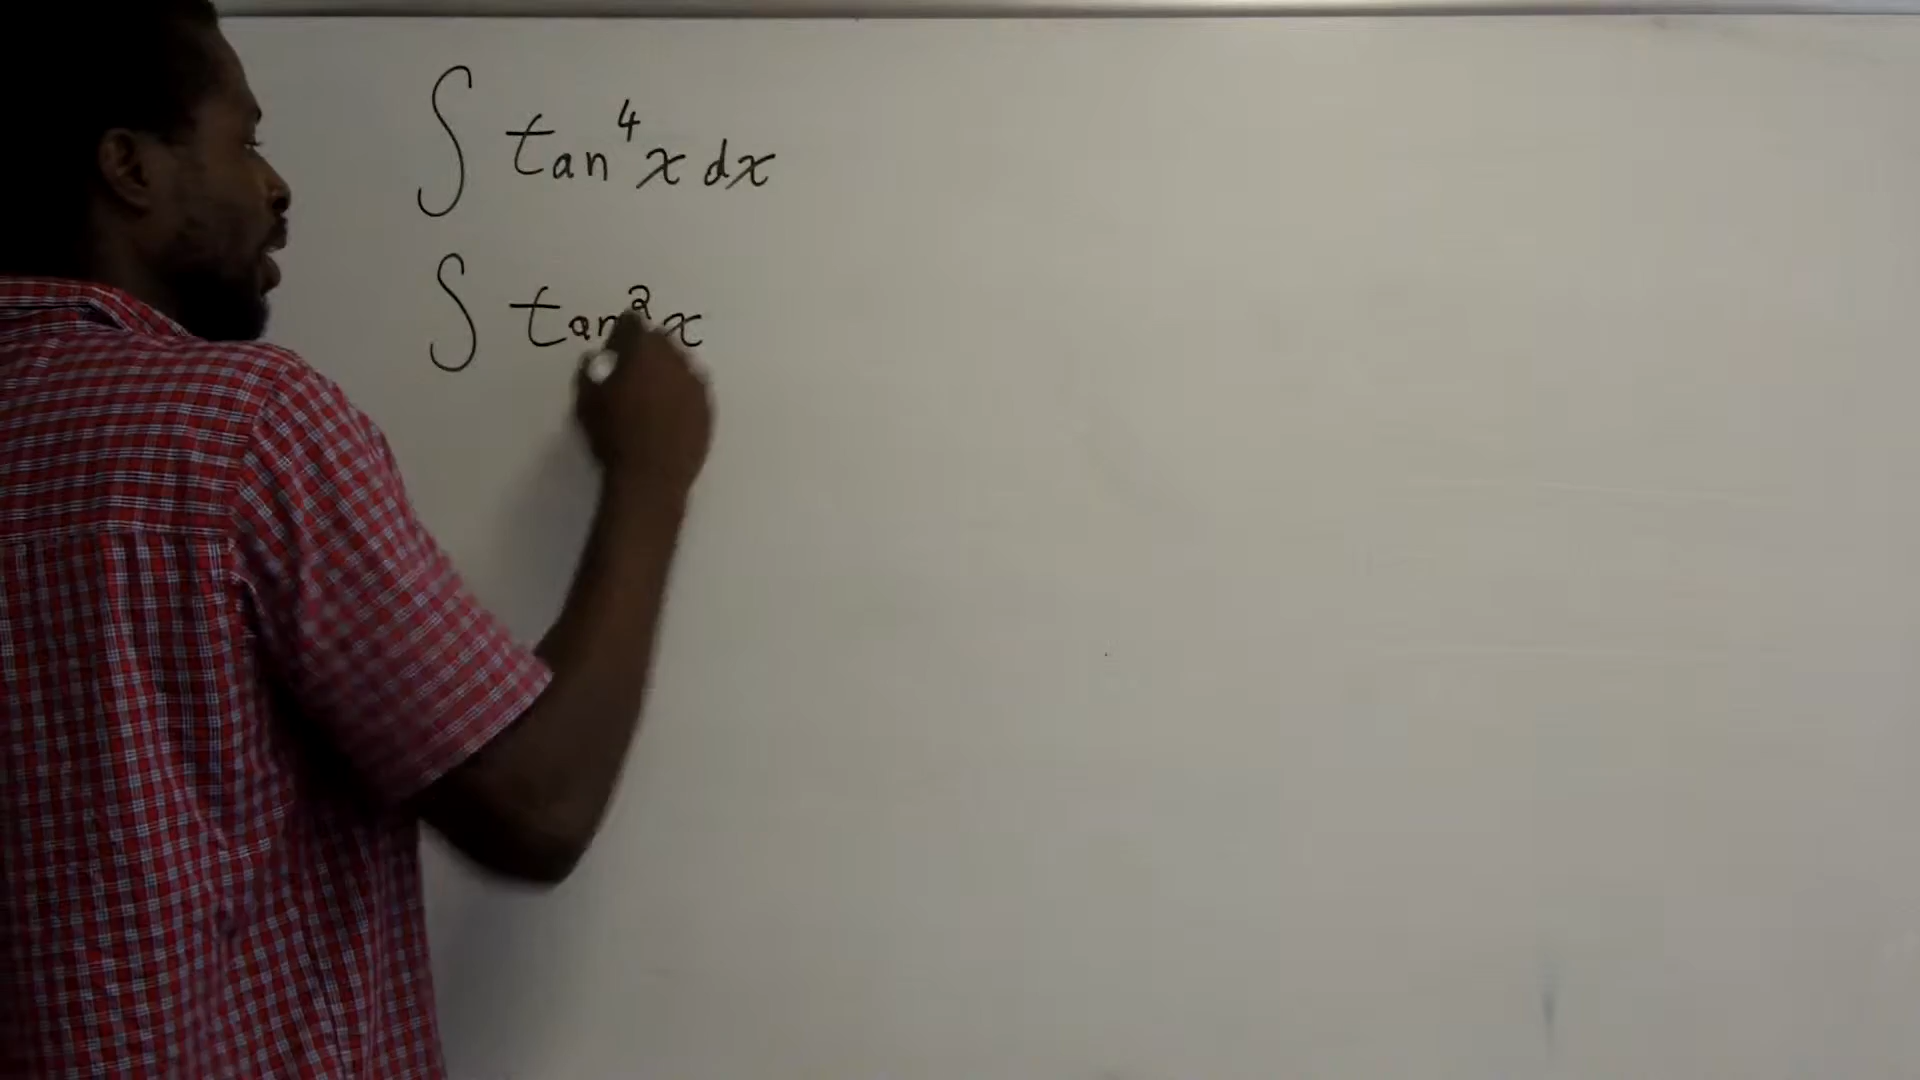 ∫ tan⁴x dx
∫ tan²x